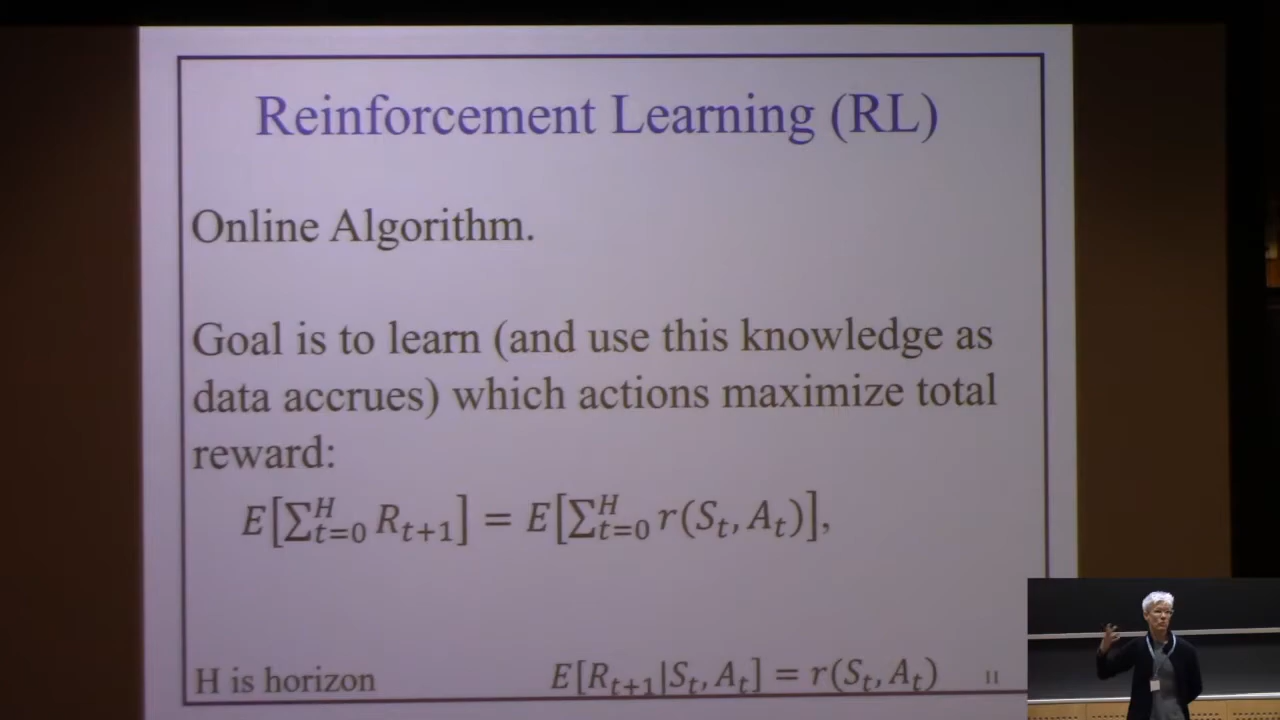 Reinforcement Learning (RL)
Online Algorithm.
Goal is to learn (and use this knowledge as
data accrues) which actions maximize total
reward:
E[∑_{t=0}^{H} R_{t+1}] = E[∑_{t=0}^{H} r(S_t, A_t)],
H is horizon
E[R_{t+1}|S_t, A_t] = r(S_t, A_t)
11